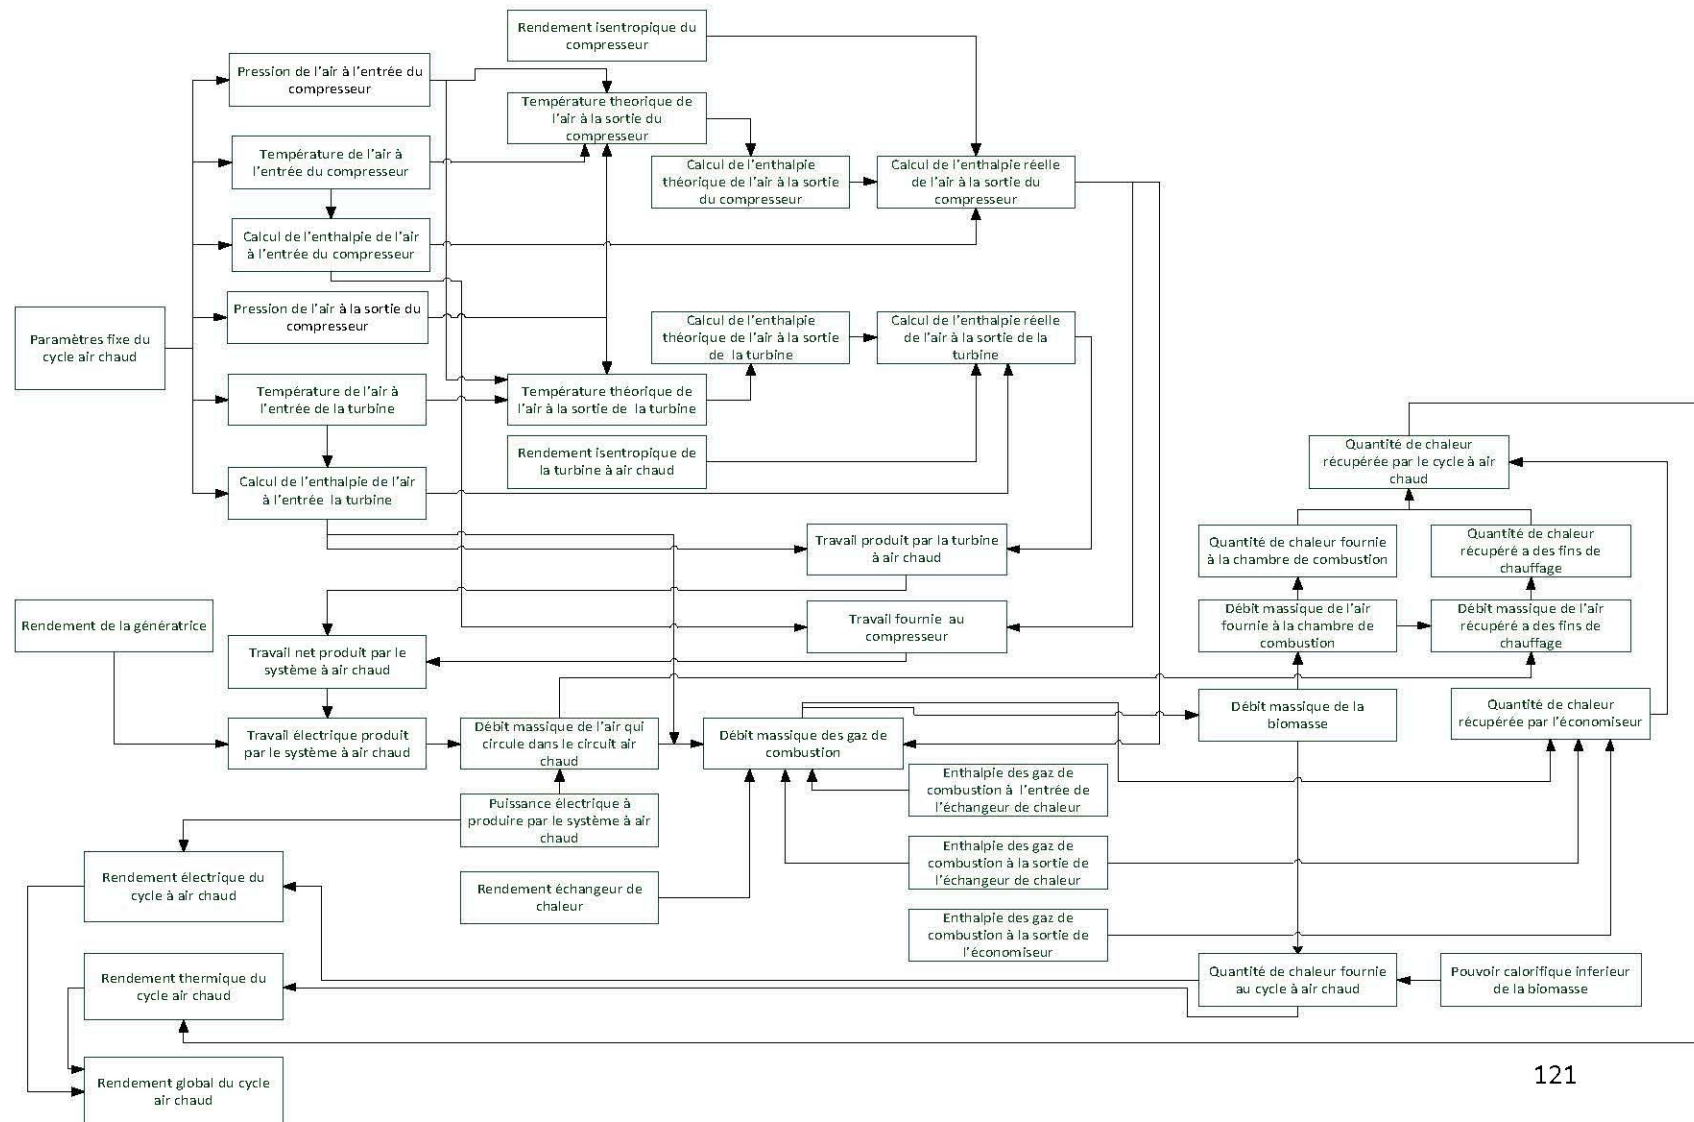 Rendement isentropique du
compresseur
Pression de l'air à l'entrée du
compresseur
Température theorique de
l'air à la sortie du
compresseur
Température de l'air à
l'entrée du compresseur
Calcul de l'enthalpie
théorique de l'air à la sortie
du compresseur
Calcul de l'enthalpie réelle
de l'air à la sortie du
compresseur
Calcul de l'enthalpie de l'air
à l'entrée du compresseur
Pression de l'air à la sortie du
compresseur
Paramètres fixe du
cycle air chaud
Calcul de l'enthalpie
théorique de l'air à la sortie
de la turbine
Calcul de l'enthalpie réelle
de l'air à la sortie de la
turbine
Température de l'air à
l'entrée de la turbine
Température théorique de
l'air à la sortie de la turbine
Rendement isentropique de
la turbine à air chaud
Calcul de l'enthalpie de l'air
à l'entrée la turbine
Quantité de chaleur
récupérée par le cycle à air
chaud
Travail produit par la turbine
à air chaud
Quantité de chaleur fournie
à la chambre de combustion
Quantité de chaleur
récupéré a des fins de
chauffage
Rendement de la génératrice
Travail fournie au
compresseur
Débit massique de l'air
fournie à la chambre de
combustion
Débit massique de l'air
récupéré a des fins de
chauffage
Travail net produit par le
système à air chaud
Travail électrique produit
par le système à air chaud
Débit massique de l'air qui
circule dans le circuit air
chaud
Débit massique des gaz de
combustion
Débit massique de la
biomasse
Quantité de chaleur
récupérée par l'économiseur
Enthalpie des gaz de
combustion à l'entrée de
l'échangeur de chaleur
Puissance électrique à
produire par le système à air
chaud
Enthalpie des gaz de
combustion à la sortie de
l'échangeur de chaleur
Rendement électrique du
cycle à air chaud
Rendement échangeur de
chaleur
Enthalpie des gaz de
combustion à la sortie de
l'économiseur
Rendement thermique du
cycle air chaud
Quantité de chaleur fournie
au cycle à air chaud
Pouvoir calorifique inferieur
de la biomasse
Rendement global du cycle
air chaud
121